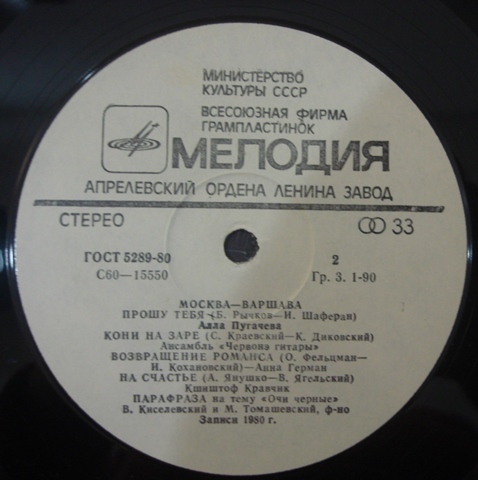 МИНИСТЕРСТВО
КУЛЬТУРЫ СССР
ВСЕСОЮЗНАЯ ФИРМА
ГРАМПЛАСТИНОК
МЕЛОДИЯ
АПРЕЛЕВСКИЙ ОРДЕНА ЛЕНИНА ЗАВОД
СТЕРЕО 33
ГОСТ 5289-80 2
С60—15550 Гр. 3. 1-90
МОСКВА—ВАРШАВА
ПРОШУ ТЕБЯ (Б. Рычков—И. Шаферан)
Алла Пугачева
КОНИ НА ЗАРЕ (С. Краевский—К. Диковский)
Ансамбль «Червонэ гитары»
ВОЗВРАЩЕНИЕ РОМАНСА (О. Фельцман—
И. Кохановский)—Анна Герман
НА СЧАСТЬЕ (А. Янушко—В. Ягельский)
Кшиштоф Кравчик
ПАРАФРАЗА на тему «Очи черные»
В. Киселевский и М. Томашевский, ф-но
Записи 1980 г.